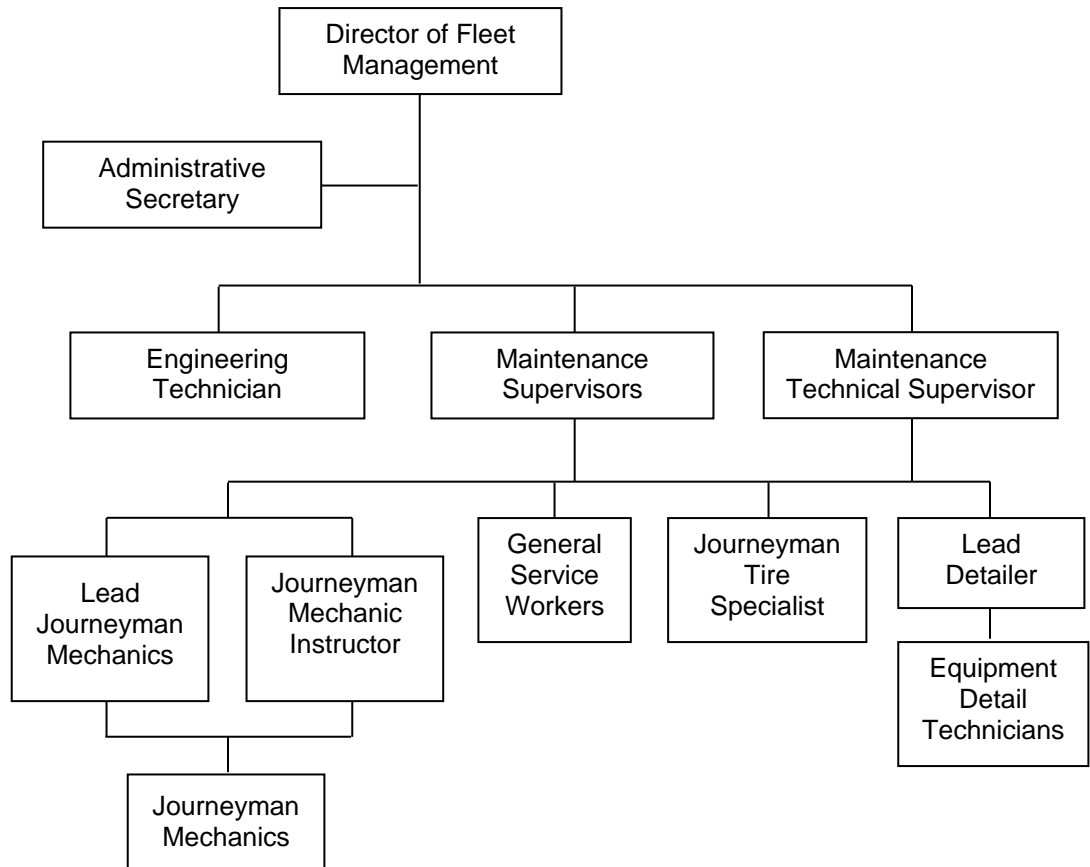 Director of Fleet
Management
Administrative
Secretary
Engineering
Technician
Maintenance
Supervisors
Maintenance
Technical Supervisor
Lead
Journeyman
Mechanics
Journeyman
Mechanic
Instructor
General
Service
Workers
Journeyman
Tire
Specialist
Lead
Detailer
Equipment
Detail
Technicians
Journeyman
Mechanics